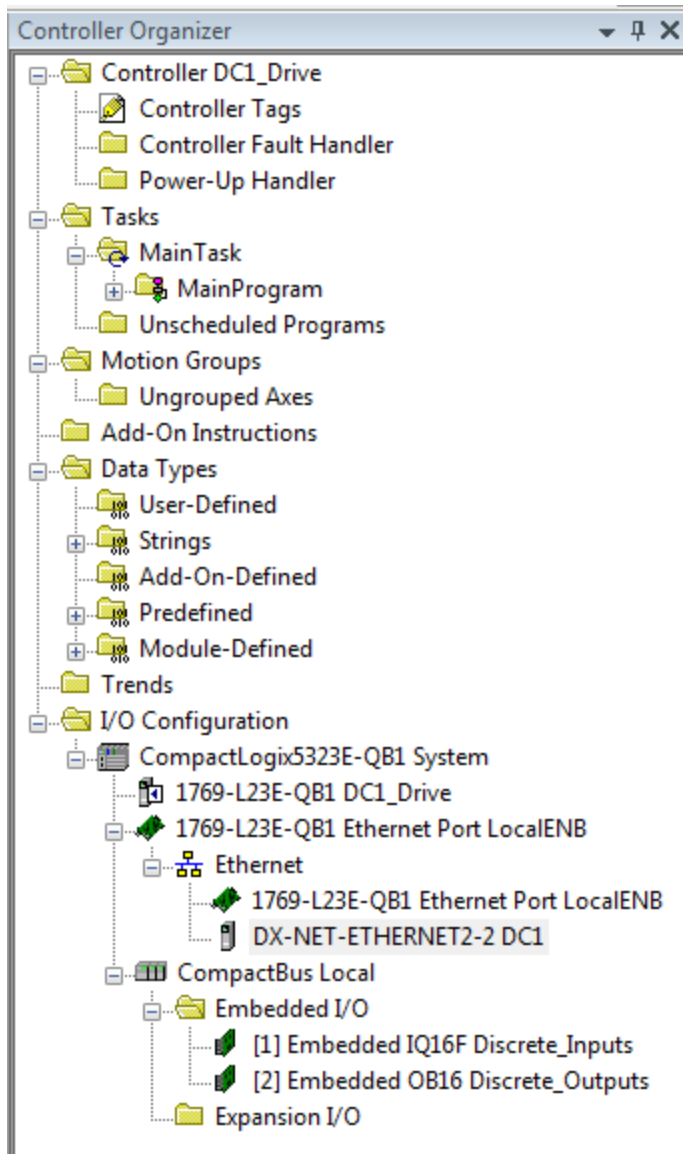 Controller Organizer
Controller DC1_Drive
Controller Tags
Controller Fault Handler
Power-Up Handler
Tasks
MainTask
MainProgram
Unscheduled Programs
Motion Groups
Ungrouped Axes
Add-On Instructions
Data Types
User-Defined
Strings
Add-On-Defined
Predefined
Module-Defined
Trends
I/O Configuration
CompactLogix5323E-QB1 System
1769-L23E-QB1 DC1_Drive
1769-L23E-QB1 Ethernet Port LocalENB
Ethernet
1769-L23E-QB1 Ethernet Port LocalENB
DX-NET-ETHERNET2-2 DC1
CompactBus Local
Embedded I/O
[1] Embedded IQ16F Discrete_Inputs
[2] Embedded OB16 Discrete_Outputs
Expansion I/O